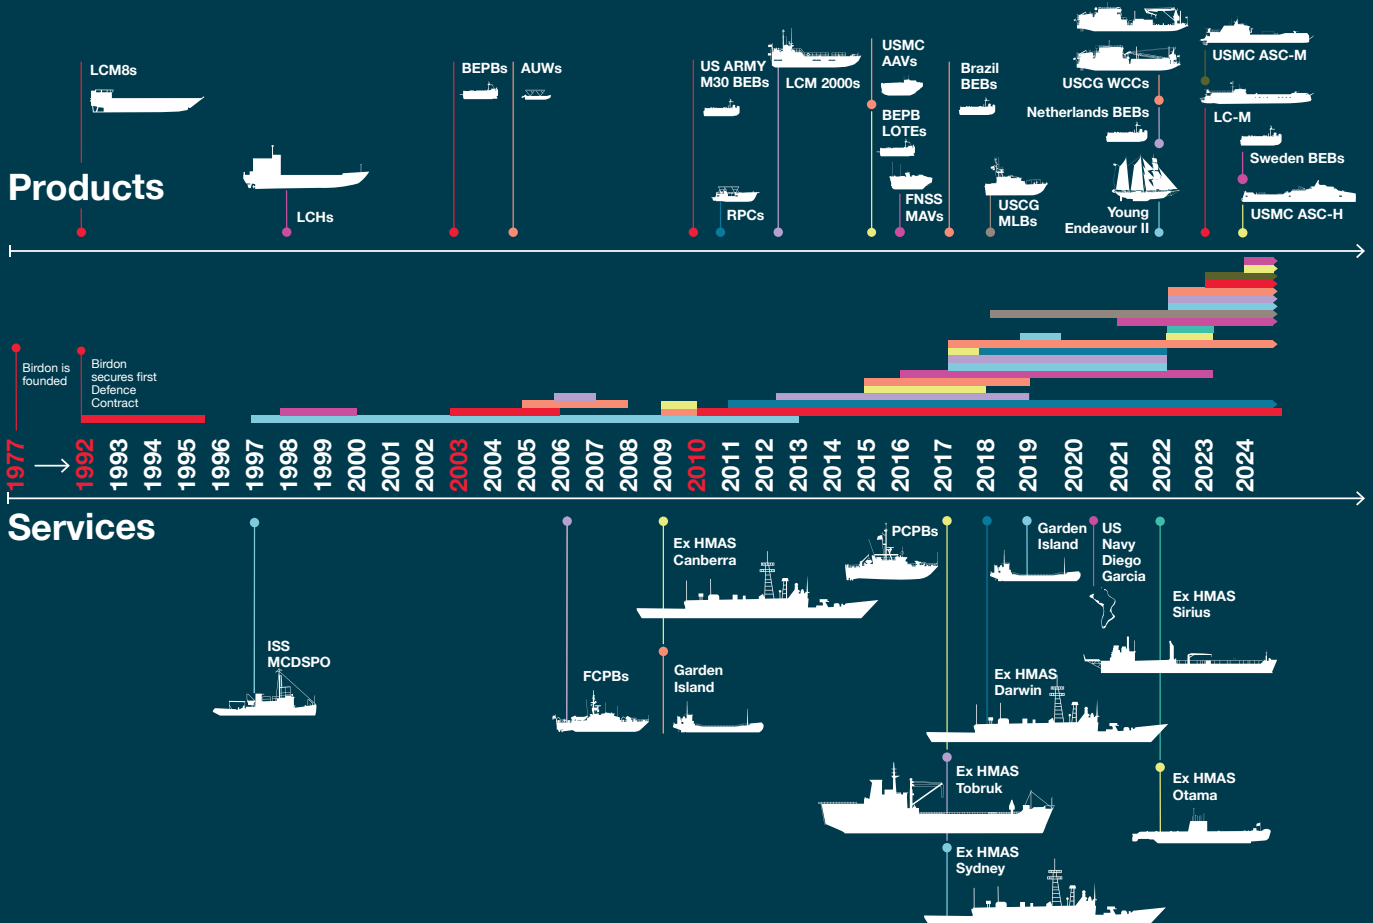 LCM8s
BEPBs
AUWs
US ARMY
M30 BEBs
LCM 2000s
USMC
AAVs
BEPB
LOTEs
Brazil
BEBs
USCG WCCs
Netherlands BEBs
USMC ASC-M
LC-M
Sweden BEBs
USMC ASC-H
Products
LCHs
RPCs
FNSS
MAVs
USCG
MLBs
Young
Endeavour II
Birdon is
founded
Birdon
secures first
Defence
Contract
1977
1992
1993
1994
1995
1996
1997
1998
1999
2000
2001
2002
2003
2004
2005
2006
2007
2008
2009
2010
2011
2012
2013
2014
2015
2016
2017
2018
2019
2020
2021
2022
2023
2024
Services
ISS
MCDSPO
FCPBs
Ex HMAS
Canberra
Garden
Island
PCPBs
Garden
Island
US
Navy
Diego
Garcia
Ex HMAS
Sirius
Ex HMAS
Darwin
Ex HMAS
Tobruk
Ex HMAS
Otama
Ex HMAS
Sydney